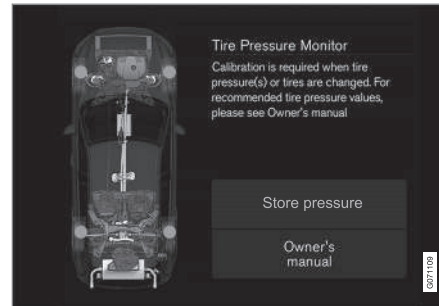 Tire Pressure Monitor
Calibration is required when tire
pressure(s) or tires are changed. For
recommended tire pressure values,
please see Owner's manual
Store pressure
Owner's
manual
G071109